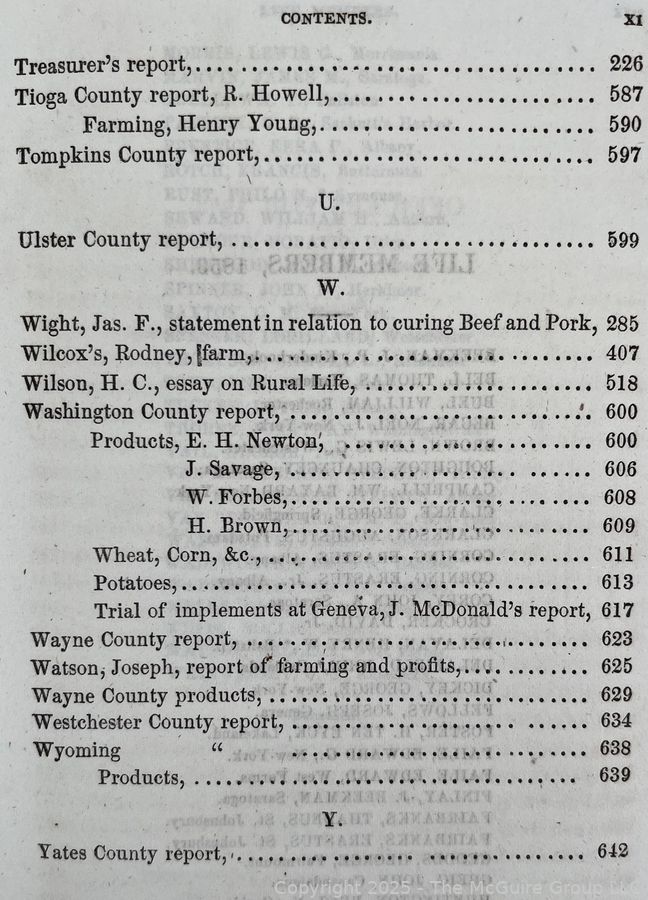 CONTENTS. XI
Treasurer's report, 226
Tioga County report, R. Howell, 587
Farming, Henry Young, 590
Tompkins County report, 597
U.
Ulster County report, 599
W.
Wight, Jas. F., statement in relation to curing Beef and Pork, 285
Wilcox's, Rodney, farm, 407
Wilson, H. C., essay on Rural Life, 518
Washington County report, 600
Products, E. H. Newton, 600
J. Savage, 606
W. Forbes, 608
H. Brown, 609
Wheat, Corn, &c., 611
Potatoes, 613
Trial of implements at Geneva, J. McDonald's report, 617
Wayne County report, 623
Watson, Joseph, report of farming and profits, 625
Wayne County products, 629
Westchester County report, 634
Wyoming " 638
Products, 639
Y.
Yates County report, 642
Copyright 2025 - The McGuire Group LLC